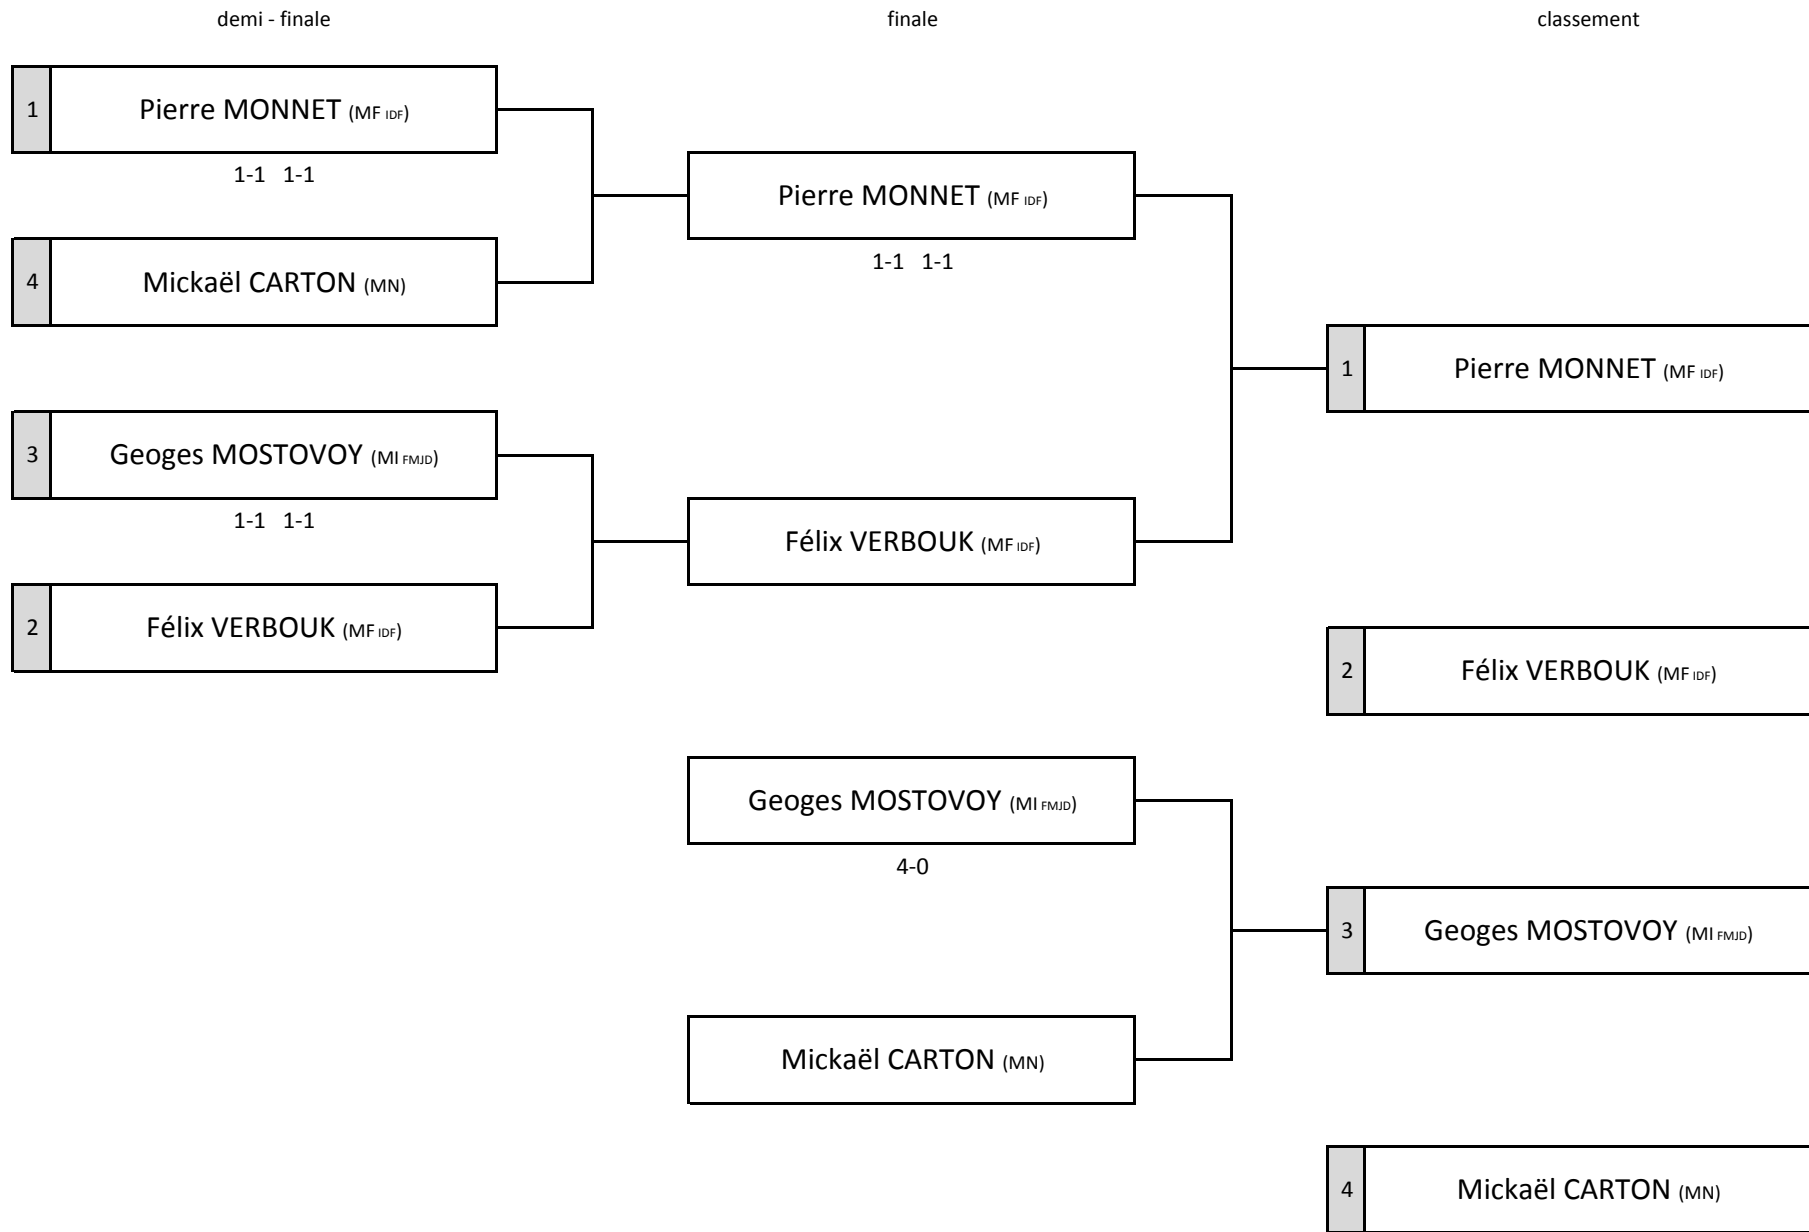 demi - finale
finale
classement
1 Pierre MONNET (MF IDF)
1-1 1-1
4 Mickaël CARTON (MN)
3 Geoges MOSTOVOY (MI FMJD)
1-1 1-1
2 Félix VERBOUK (MF IDF)
Pierre MONNET (MF IDF)
1-1 1-1
Félix VERBOUK (MF IDF)
Geoges MOSTOVOY (MI FMJD)
4-0
Mickaël CARTON (MN)
1 Pierre MONNET (MF IDF)
2 Félix VERBOUK (MF IDF)
3 Geoges MOSTOVOY (MI FMJD)
4 Mickaël CARTON (MN)